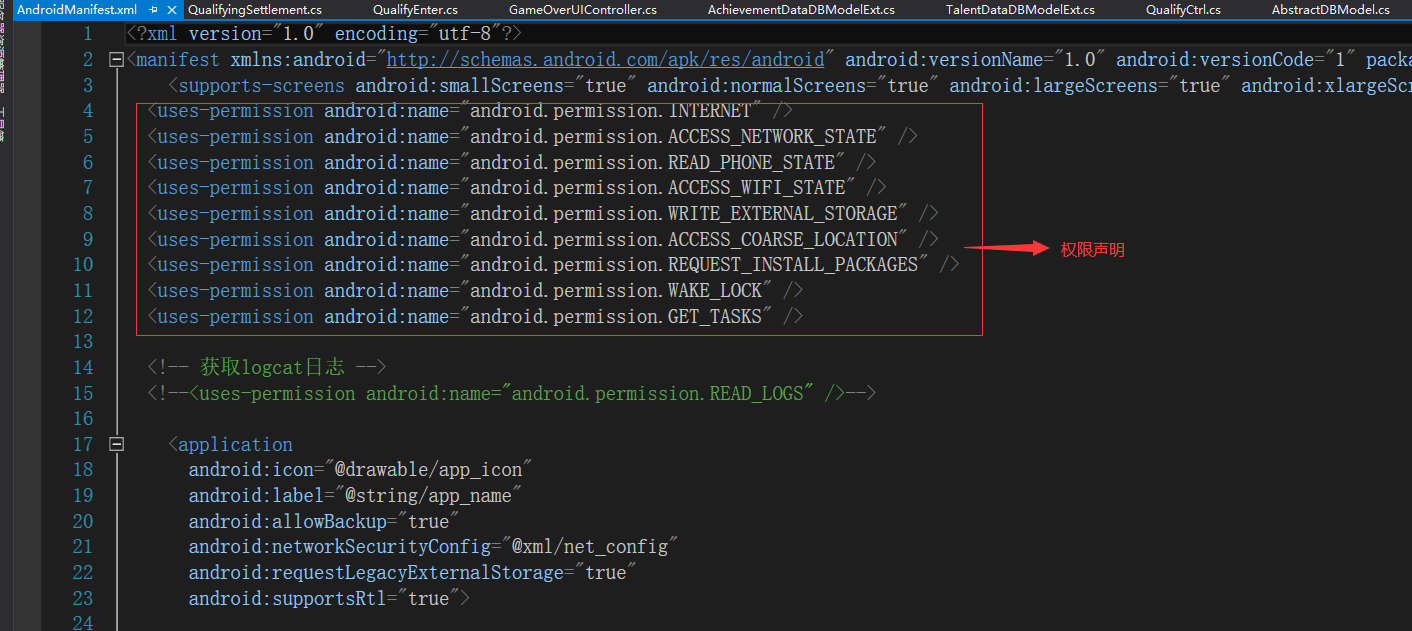 AndroidManifest.xml QualifyingSettlement.cs QualifyEnter.cs GameOverUIController.cs AchievementDataDBModelExt.cs TalentDataDBModelExt.cs QualifyCtrl.cs AbstractDBModel.cs
1 <?xml version="1.0" encoding="utf-8"?>
2 <manifest xmlns:android="http://schemas.android.com/apk/res/android" android:versionName="1.0" android:versionCode="1"
3 <supports-screens android:smallScreens="true" android:normalScreens="true" android:largeScreens="true"
4 <uses-permission android:name="android.permission.INTERNET" />
5 <uses-permission android:name="android.permission.ACCESS_NETWORK_STATE" />
6 <uses-permission android:name="android.permission.READ_PHONE_STATE" />
7 <uses-permission android:name="android.permission.ACCESS_WIFI_STATE" />
8 <uses-permission android:name="android.permission.WRITE_EXTERNAL_STORAGE" />
9 <uses-permission android:name="android.permission.ACCESS_COARSE_LOCATION" />
权限声明
10 <uses-permission android:name="android.permission.REQUEST_INSTALL_PACKAGES" />
11 <uses-permission android:name="android.permission.WAKE_LOCK" />
12 <uses-permission android:name="android.permission.GET_TASKS" />
13
14 <!-- 获取logcat日志 -->
15 <!--<uses-permission android:name="android.permission.READ_LOGS" />-->
16
17 <application
18 android:icon="@drawable/app_icon"
19 android:label="@string/app_name"
20 android:allowBackup="true"
21 android:networkSecurityConfig="@xml/net_config"
22 android:requestLegacyExternalStorage="true"
23 android:supportsRtl="true">
24